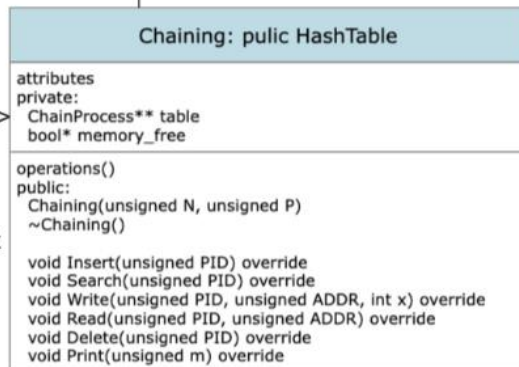 Chaining: pulic HashTable
attributes
private:
ChainProcess** table
bool* memory_free
operations()
public:
Chaining(unsigned N, unsigned P)
~Chaining()
void Insert(unsigned PID) override
void Search(unsigned PID) override
void Write(unsigned PID, unsigned ADDR, int x) override
void Read(unsigned PID, unsigned ADDR) override
void Delete(unsigned PID) override
void Print(unsigned m) override